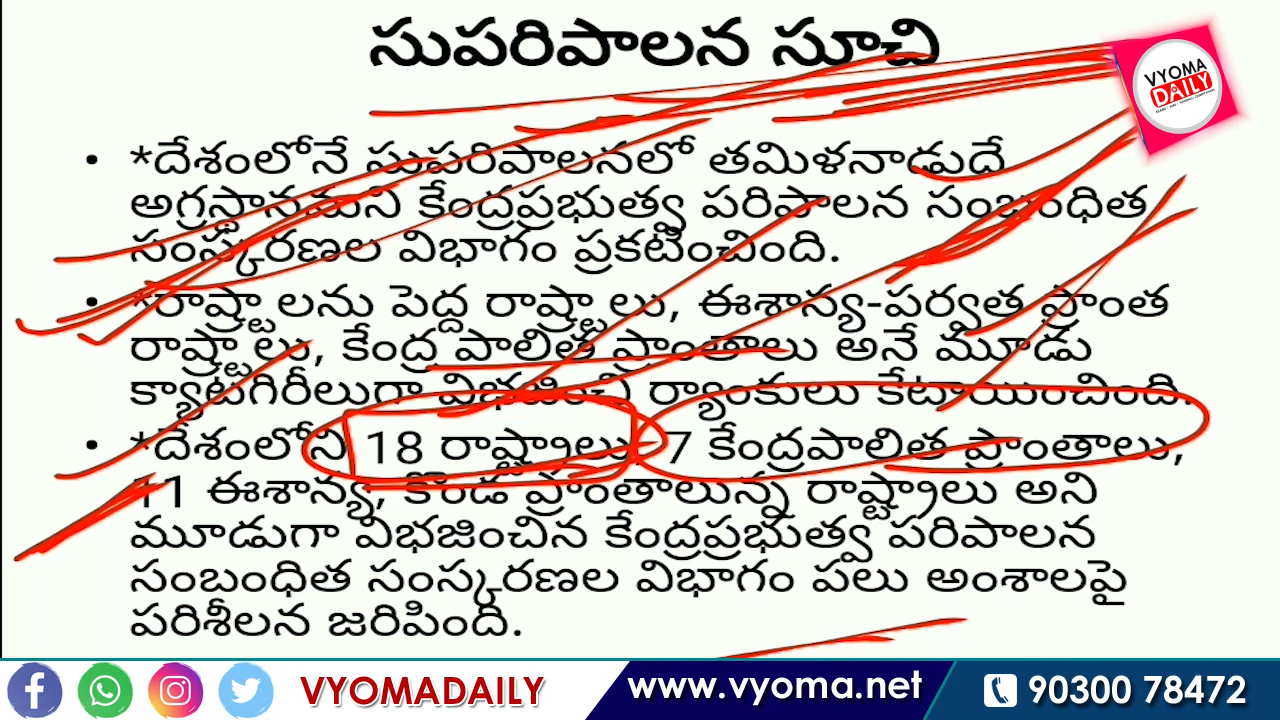 సుపరిపాలన సూచి
VYOMA
DAILY
• *దేశంలోనే సుపరిపాలనలో తమిళనాడుదే
అగ్రస్థానమని కేంద్రప్రభుత్వ పరిపాలన సంబంధిత
సంస్కరణల విభాగం ప్రకటించింది.
• *రాష్ర్టాలను పెద్ద రాష్ర్టాలు, ఈశాన్య-పర్వత ప్రాంత
రాష్ర్టాలు, కేంద్ర పాలిత ప్రాంతాలు అనే మూడు
క్యాటగిరీలుగా విభజించి ర్యాంకులు కేటాయించింది.
• *దేశంలోని 18 రాష్ట్రాలు, 7 కేంద్రపాలిత ప్రాంతాలు,
11 ఈశాన్య, కొండ ప్రాంతాలున్న రాష్ట్రాలు అని
మూడుగా విభజించిన కేంద్రప్రభుత్వ పరిపాలన
సంబంధిత సంస్కరణల విభాగం పలు అంశాలపై
పరిశీలన జరిపింది.
VYOMADAILY
www.vyoma.net
90300 78472